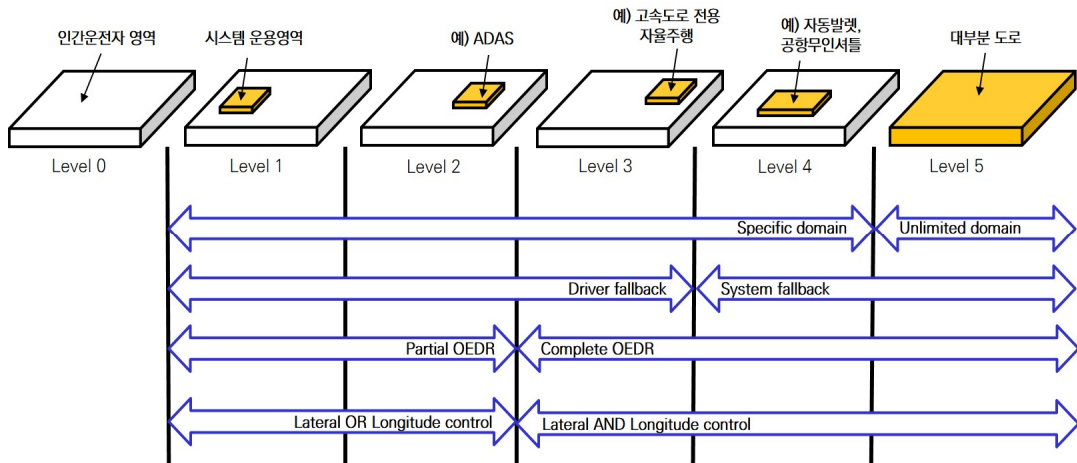 인간운전자 영역
시스템 운용영역
예) ADAS
예) 고속도로 전용
자율주행
예) 자동발렛,
공항무인셔틀
대부분 도로
Level 0
Level 1
Level 2
Level 3
Level 4
Level 5
Specific domain
Unlimited domain
Driver fallback
System fallback
Partial OEDR
Complete OEDR
Lateral OR Longitude control
Lateral AND Longitude control